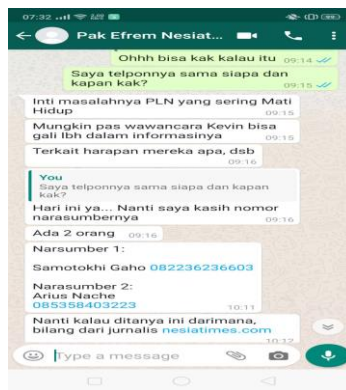 07:32
Pak Efrem Nesiat...
Ohhh bisa kak kalau itu 09:14
Saya telponnya sama siapa dan
kapan kak? 09:15
Inti masalahnya PLN yang sering Mati
Hidup 09:15
Mungkin pas wawancara Kevin bisa
gali lbh dalam informasinya 09:15
Terkait harapan mereka apa, dsb
09:16
You
Saya telponnya sama siapa dan kapan
kak?
Hari ini ya... Nanti saya kasih nomor
narasumbernya 09:16
Ada 2 orang 09:16
Narsumber 1:
Samotokhi Gaho 082236236603
Narasumber 2:
Arius Nache
085358403223 10:11
Nanti kalau ditanya ini darimana,
bilang dari jurnalis nesiatimes.com
10:12
Type a message